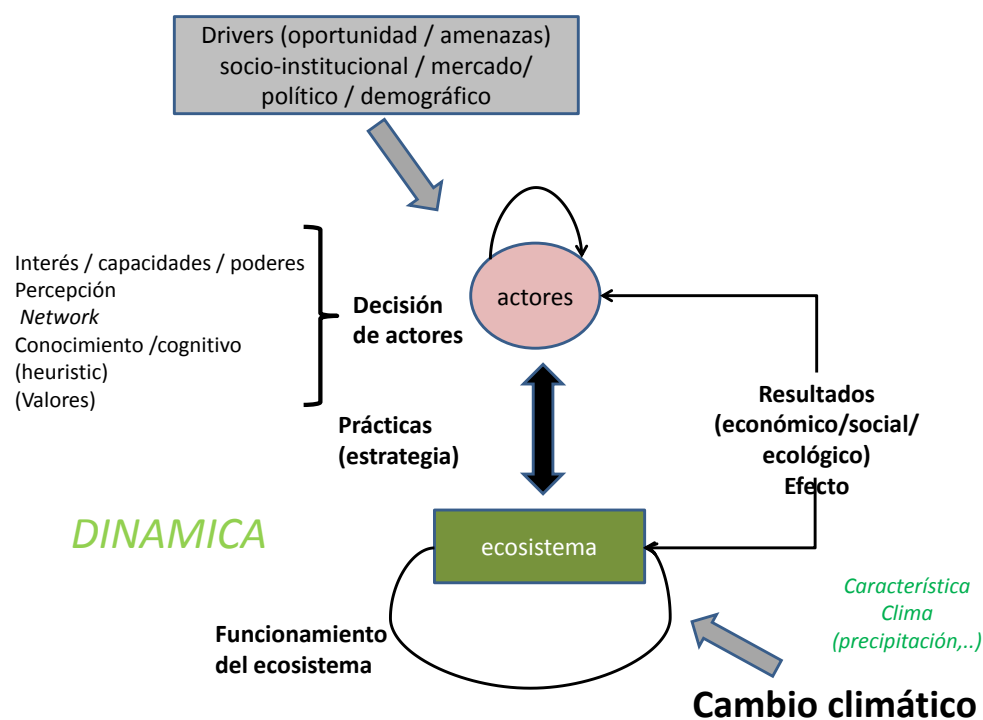 Drivers (oportunidad / amenazas)
socio-institucional / mercado/
político / demográfico
Interés / capacidades / poderes
Percepción
Network
Conocimiento /cognitivo
(heuristic)
(Valores)
Decisión
de actores
actores
Prácticas
(estrategia)
Resultados
(económico/social/
ecológico)
Efecto
DINAMICA
ecosistema
Funcionamiento
del ecosistema
Característica
Clima
(precipitación,..)
Cambio climático